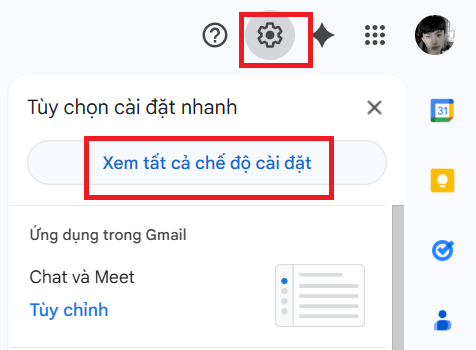 Tùy chọn cài đặt nhanh
Xem tất cả chế độ cài đặt
31
Ứng dụng trong Gmail
Chat và Meet
Tùy chỉnh